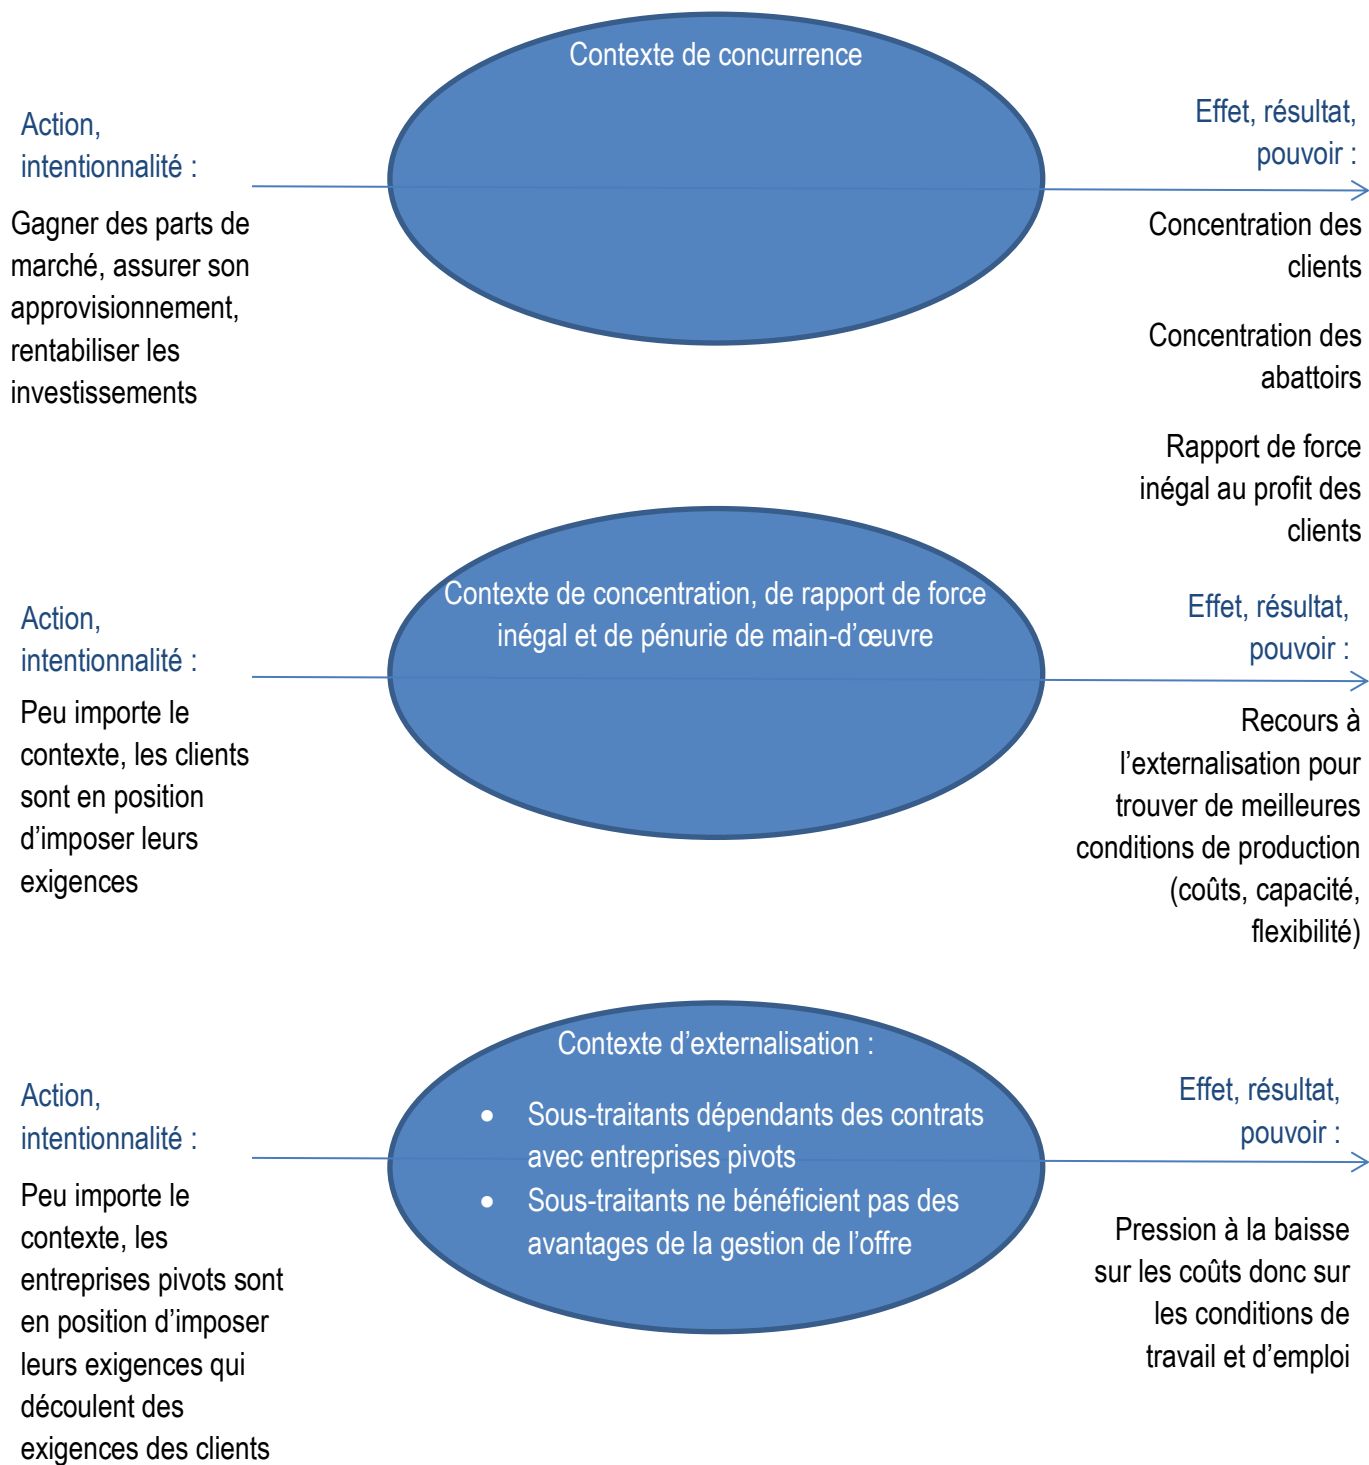 Contexte de concurrence
Action,
intentionnalité :
Gagner des parts de
marché, assurer son
approvisionnement,
rentabiliser les
investissements
Effet, résultat,
pouvoir :
Concentration des
clients
Concentration des
abattoirs
Rapport de force
inégal au profit des
clients
Contexte de concentration, de rapport de force
inégal et de pénurie de main-d’œuvre
Action,
intentionnalité :
Peu importe le
contexte, les clients
sont en position
d’imposer leurs
exigences
Effet, résultat,
pouvoir :
Recours à
l’externalisation pour
trouver de meilleures
conditions de production
(coûts, capacité,
flexibilité)
Contexte d’externalisation :
• Sous-traitants dépendants des contrats
avec entreprises pivots
• Sous-traitants ne bénéficient pas des
avantages de la gestion de l’offre
Action,
intentionnalité :
Peu importe le
contexte, les
entreprises pivots sont
en position d’imposer
leurs exigences qui
découlent des
exigences des clients
Effet, résultat,
pouvoir :
Pression à la baisse
sur les coûts donc sur
les conditions de
travail et d’emploi